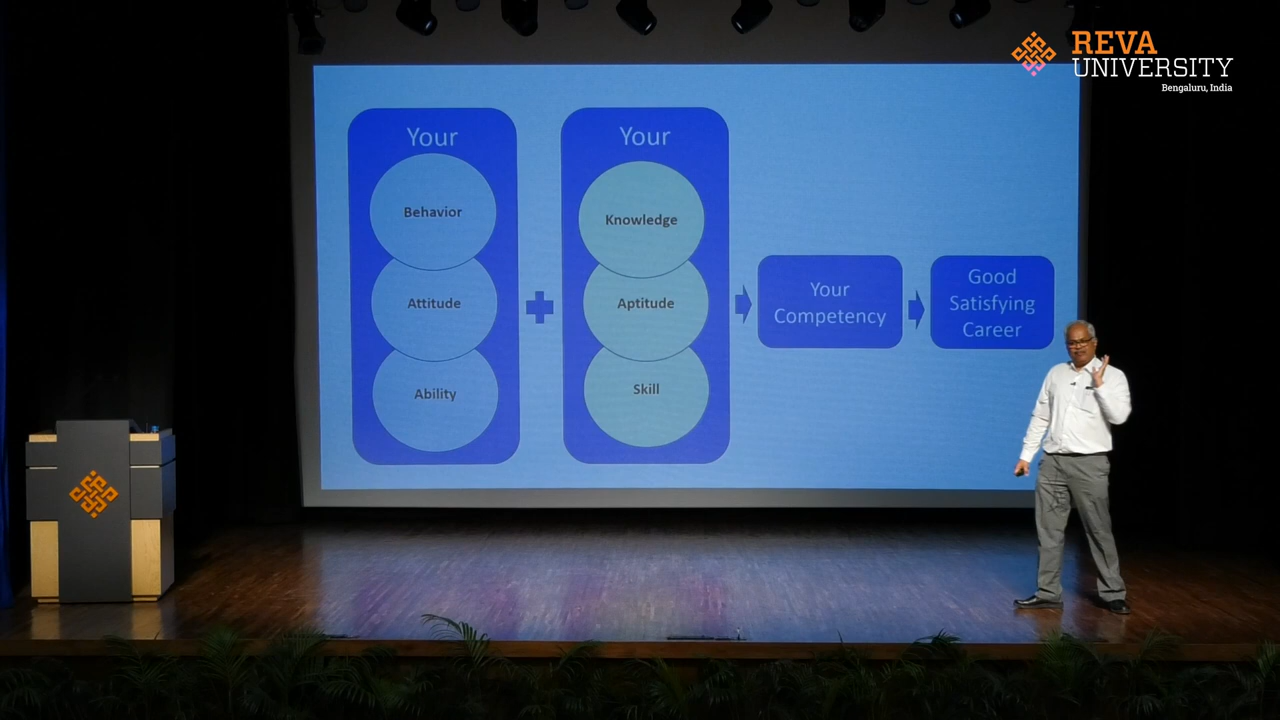 REVA
UNIVERSITY
Bengaluru, India
Your
Behavior
Attitude
Ability
Your
Knowledge
Aptitude
Skill
Your
Competency
Good
Satisfying
Career